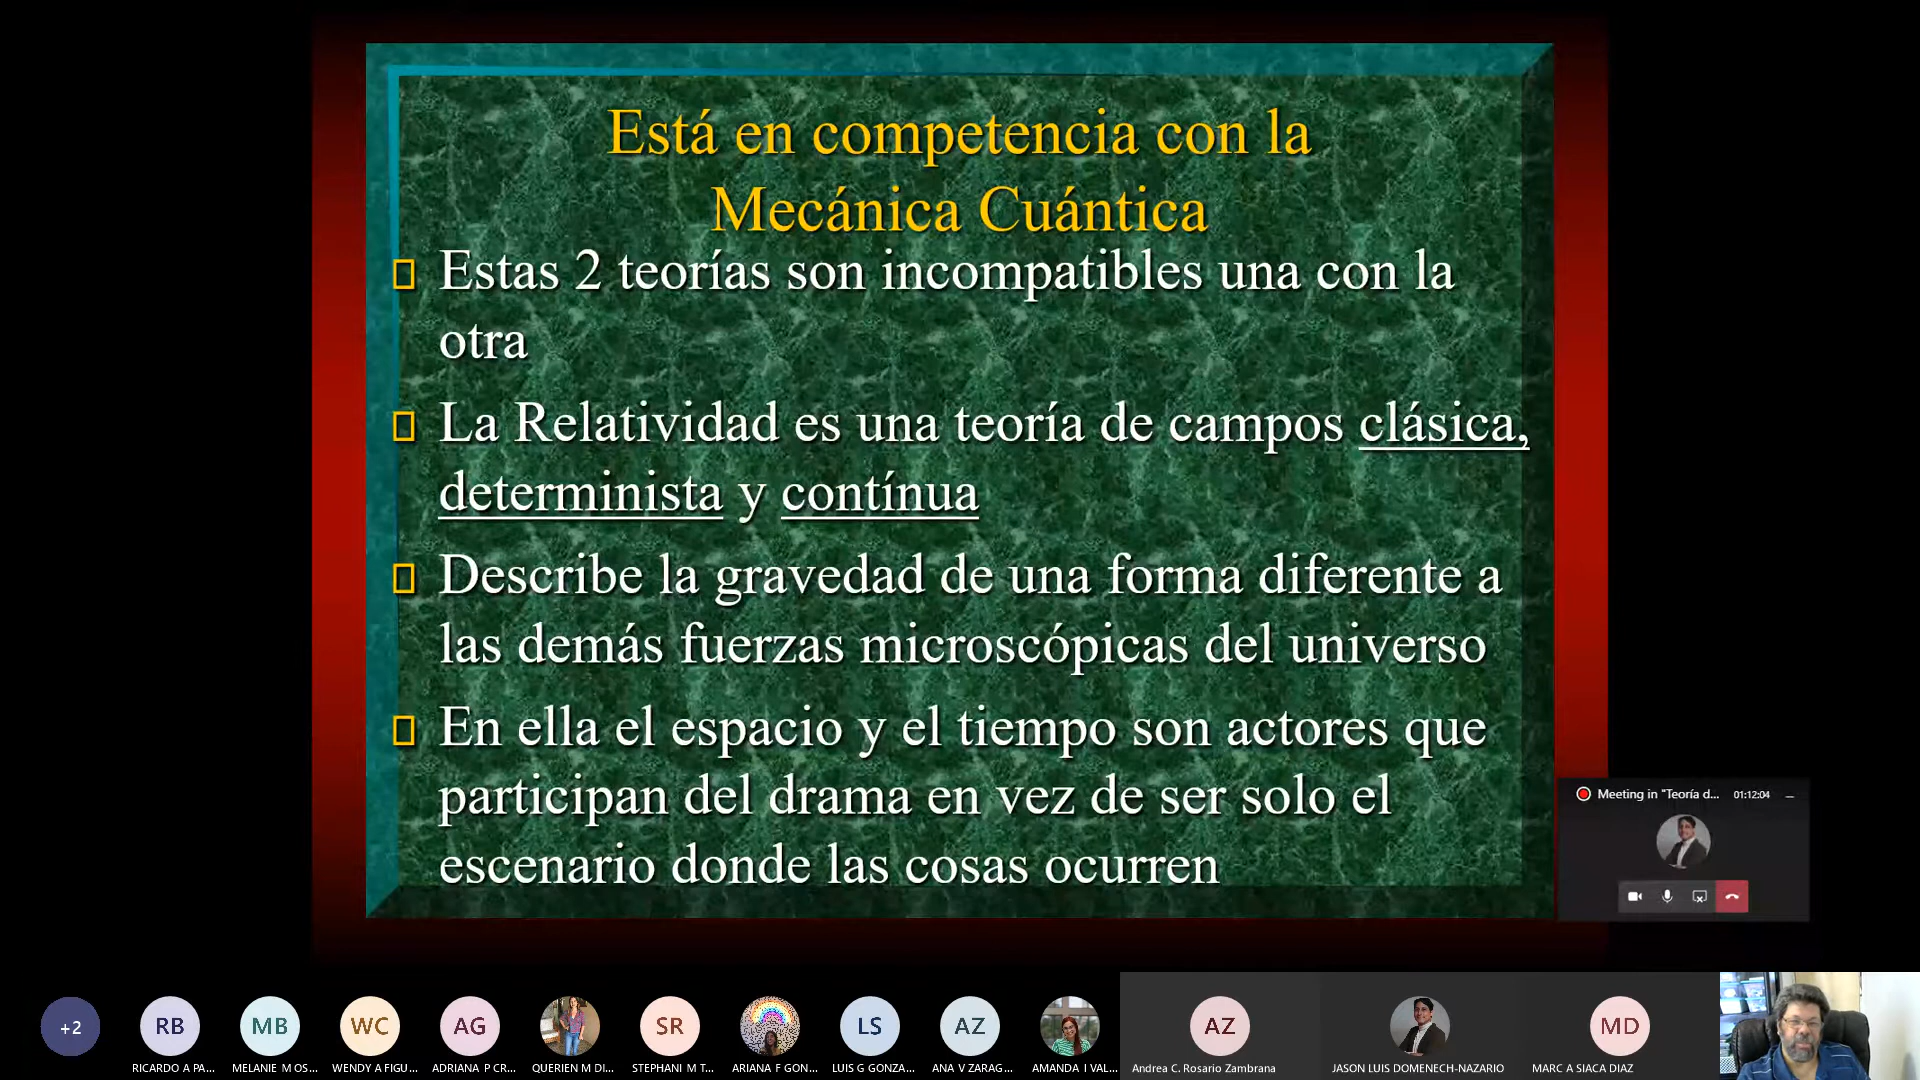 Está en competencia con la
Mecánica Cuántica
Estas 2 teorías son incompatibles una con la
otra
La Relatividad es una teoría de campos clásica,
determinista y contínua
Describe la gravedad de una forma diferente a
las demás fuerzas microscópicas del universo
En ella el espacio y el tiempo son actores que
participan del drama en vez de ser solo el
escenario donde las cosas ocurren
Meeting in "Teoría d... 01:12:04
+2 RB MB WC AG SR LS AZ AZ MD
RICARDO A PA... MELANIE M OS... WENDY A FIGU... ADRIANA P CR... QUERIEN M DI... STEPHANI M T... ARIANA F GON... LUIS G GONZA... ANA V ZARAG... AMANDA I VAL... Andrea C. Rosario Zambrana JASON LUIS DOMENECH-NAZARIO MARC A SIACA DIAZ